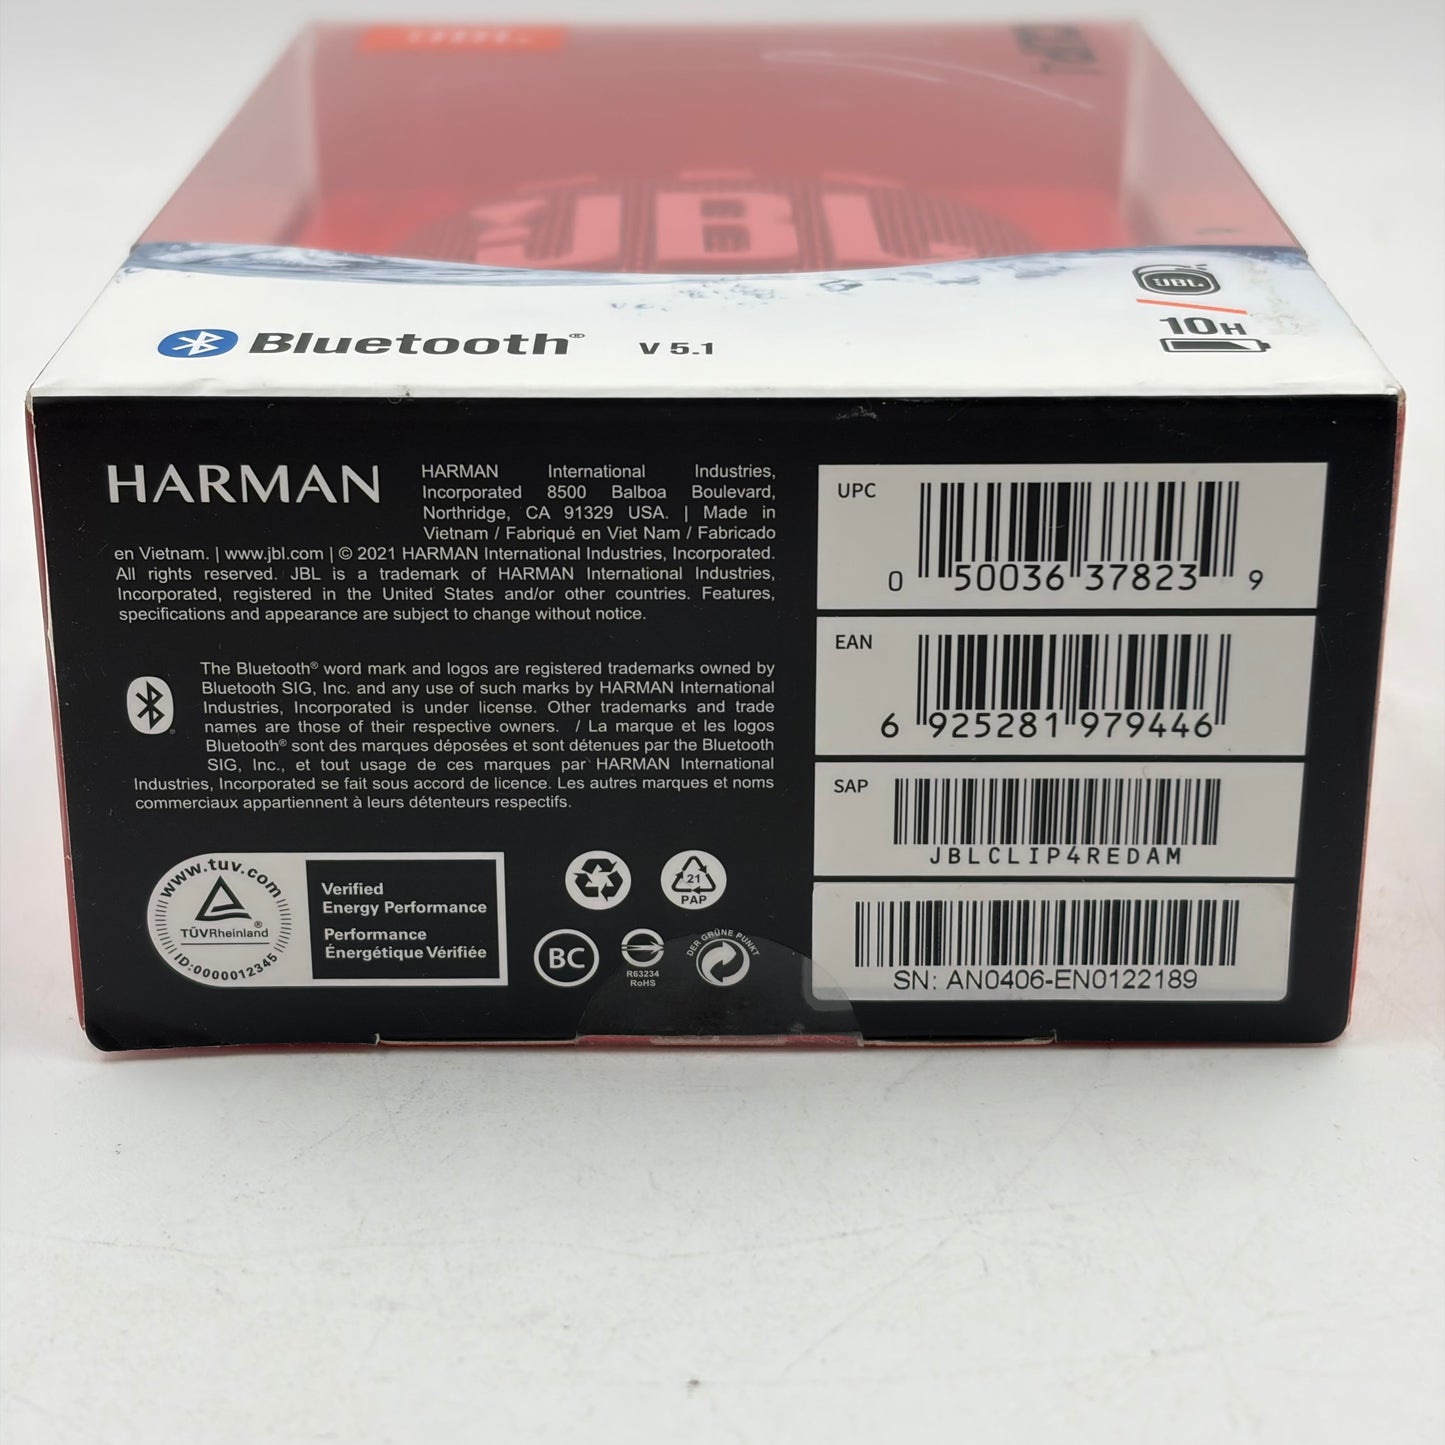 JBL
JBL
10H
Bluetooth® V 5.1
HARMAN
HARMAN International Industries,
Incorporated 8500 Balboa Boulevard,
Northridge, CA 91329 USA. | Made in
Vietnam / Fabriqué en Viet Nam / Fabricado
en Vietnam. | www.jbl.com | © 2021 HARMAN International Industries, Incorporated.
All rights reserved. JBL is a trademark of HARMAN International Industries,
Incorporated, registered in the United States and/or other countries. Features,
specifications and appearance are subject to change without notice.
The Bluetooth® word mark and logos are registered trademarks owned by
Bluetooth SIG, Inc. and any use of such marks by HARMAN International
Industries, Incorporated is under license. Other trademarks and trade
names are those of their respective owners. / La marque et les logos
Bluetooth® sont des marques déposées et sont détenues par the Bluetooth
SIG, Inc., et tout usage de ces marques par HARMAN International
Industries, Incorporated se fait sous accord de licence. Les autres marques et noms
commerciaux appartiennent à leurs détenteurs respectifs.
www.tuv.com
TÜVRheinland®
ID:0000012345
Verified
Energy Performance
Performance
Énergétique Vérifiée
21
PAP
BC
R63234
RoHS
DER GRÜNE PUNKT
UPC
0 50036 37823 9
EAN
6 925281 979446
SAP
JBLCLIP4REDAM
SN: AN0406-EN0122189